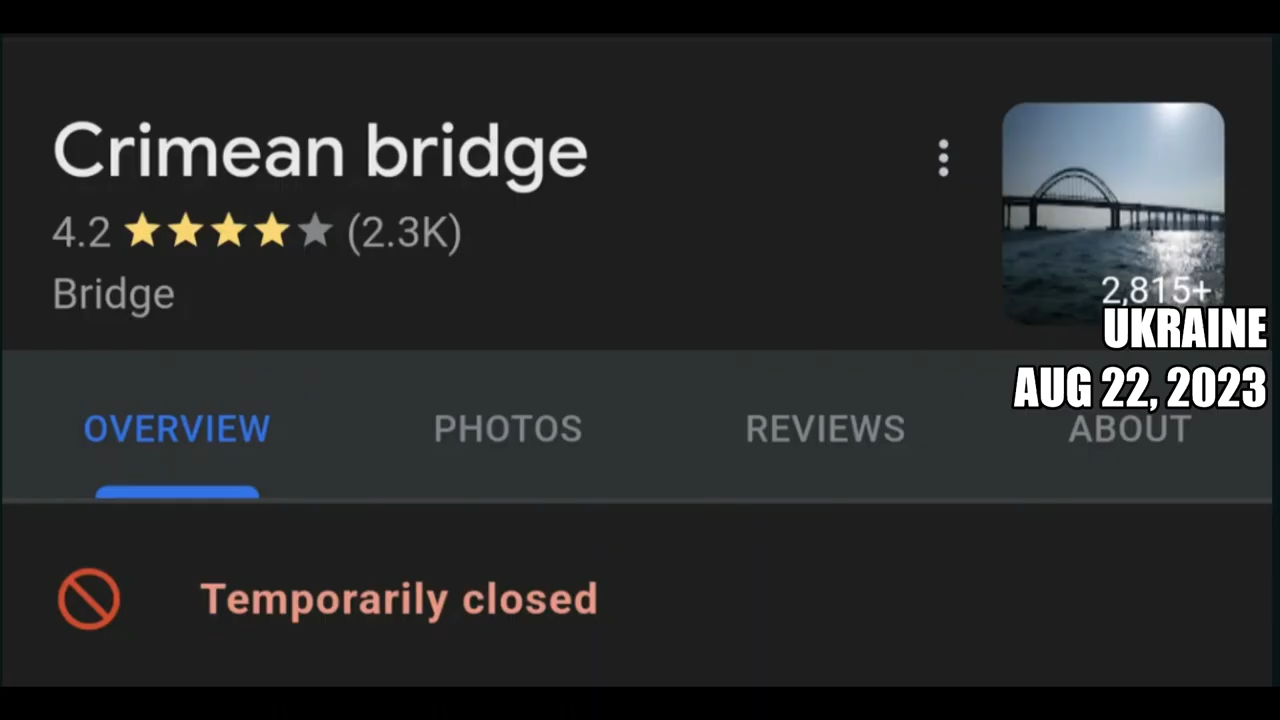 Crimean bridge
4.2 (2.3K)
Bridge
2,815+
UKRAINE
AUG 22, 2023
OVERVIEW PHOTOS REVIEWS ABOUT
Temporarily closed